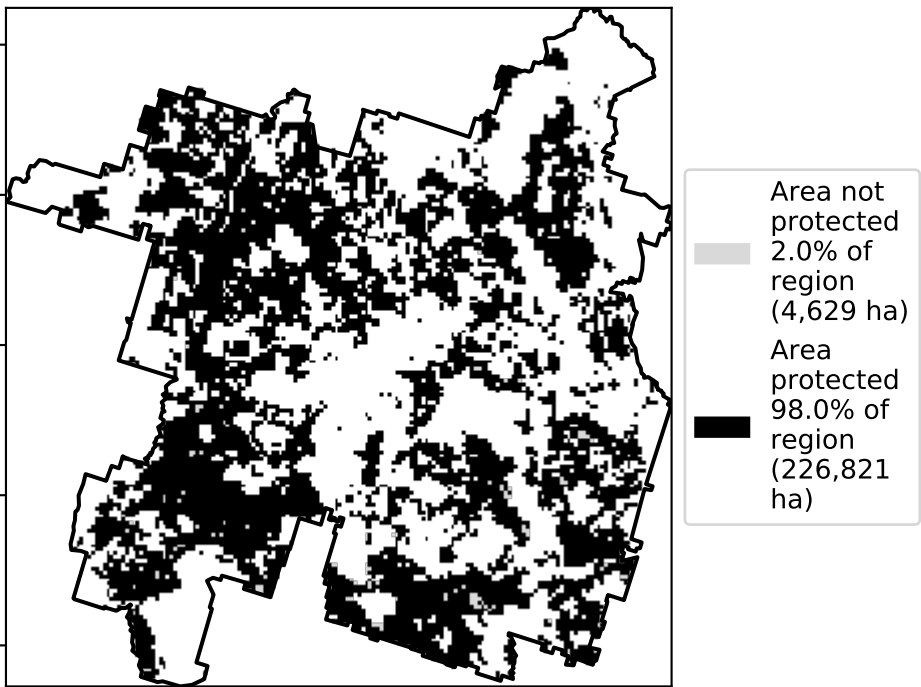 Area not
protected
2.0% of
region
(4,629 ha)
Area
protected
98.0% of
region
(226,821
ha)